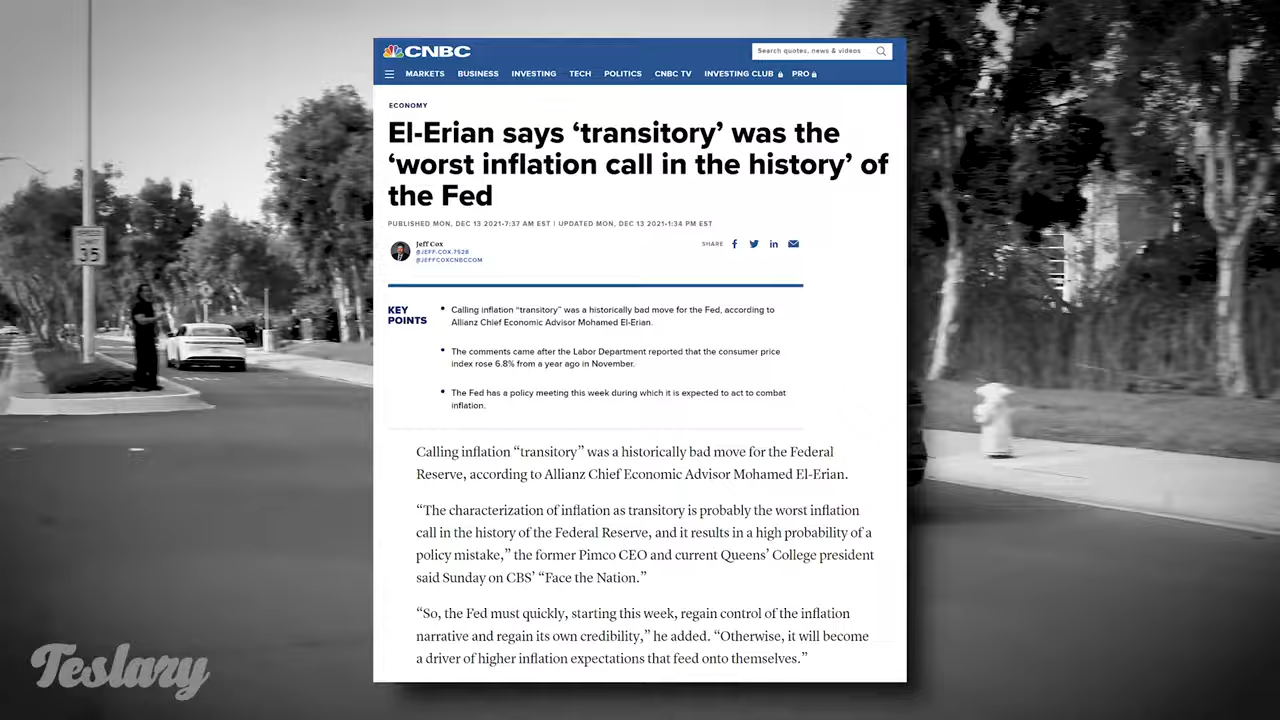 CNBC
Search quotes, news & videos
MARKETS BUSINESS INVESTING TECH POLITICS CNBC TV INVESTING CLUB PRO
ECONOMY
El-Erian says ‘transitory’ was the
‘worst inflation call in the history’ of
the Fed
PUBLISHED MON, DEC 13 2021•7:37 AM EST | UPDATED MON, DEC 13 2021•1:34 PM EST
Jeff Cox
@JEFF.COX.7528
@JEFFCOXCNBCCOM
SHARE
KEY
POINTS
• Calling inflation “transitory” was a historically bad move for the Fed, according to
Allianz Chief Economic Advisor Mohamed El-Erian.
• The comments came after the Labor Department reported that the consumer price
index rose 6.8% from a year ago in November.
• The Fed has a policy meeting this week during which it is expected to act to combat
inflation.
Calling inflation “transitory” was a historically bad move for the Federal
Reserve, according to Allianz Chief Economic Advisor Mohamed El-Erian.
“The characterization of inflation as transitory is probably the worst inflation
call in the history of the Federal Reserve, and it results in a high probability of a
policy mistake,” the former Pimco CEO and current Queens’ College president
said Sunday on CBS’ “Face the Nation.”
“So, the Fed must quickly, starting this week, regain control of the inflation
narrative and regain its own credibility,” he added. “Otherwise, it will become
a driver of higher inflation expectations that feed onto themselves.”
35
Teslary